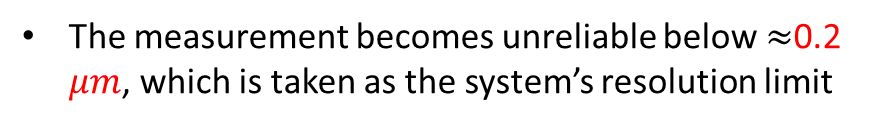 • The measurement becomes unreliable below ≈0.2
μm, which is taken as the system’s resolution limit